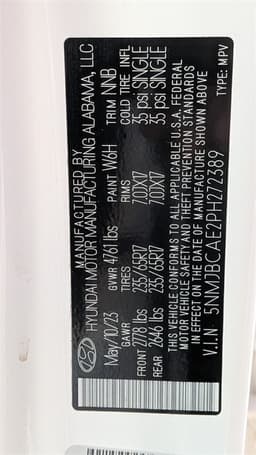 MANUFACTURED BY
HYUNDAI MOTOR MANUFACTURING ALABAMA, LLC
May/10/23 GVWR 4761 lbs PAINT W6H TRIM NNB
GAWR TIRES RIMS COLD TIRE INFL
FRONT 2778 lbs 235/65R17 7.0JX17 35 psi SINGLE
REAR 2646 lbs 235/65R17 7.0JX17 35 psi SINGLE
THIS VEHICLE CONFORMS TO ALL APPLICABLE U.S.A. FEDERAL
MOTOR VEHICLE SAFETY AND THEFT PREVENTION STANDARDS
IN EFFECT ON THE DATE OF MANUFACTURE SHOWN ABOVE
V.I.N 5NMJBCAE2PH272389 TYPE: MPV